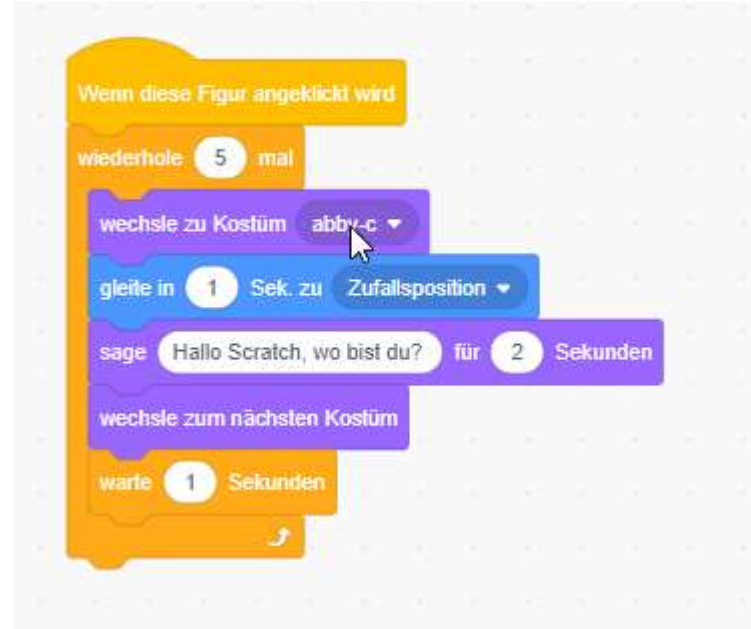 Wenn diese Figur angeklickt wird
wiederhole 5 mal
wechsle zu Kostüm abby-c
gleite in 1 Sek. zu Zufallsposition
sage Hallo Scratch, wo bist du? für 2 Sekunden
wechsle zum nächsten Kostüm
warte 1 Sekunden